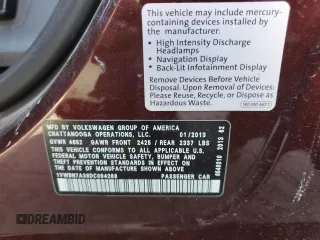 This vehicle may include mercury-
containing devices installed by
the manufacturer:
• High Intensity Discharge
Headlamps
• Navigation Display
• Back-Lit Infotainment Display
Remove Devices Before Vehicle
Disposal. Upon Removal of Devices
Please Reuse, Recycle, or Dispose as
Hazardous Waste.
MFD. BY VOLKSWAGEN GROUP OF AMERICA
CHATTANOOGA OPERATIONS, LLC. 01/2013
GVWR 4662 GAWR FRONT 2425 / REAR 2337 LBS
THIS VEHICLE CONFORMS TO ALL APPLICABLE
FEDERAL MOTOR VEHICLE SAFETY, BUMPER AND
THEFT PREVENTION STANDARDS IN EFFECT ON
THE DATE OF MANUFACTURE SHOWN ABOVE.
PASSENGER CAR
DREAMBID